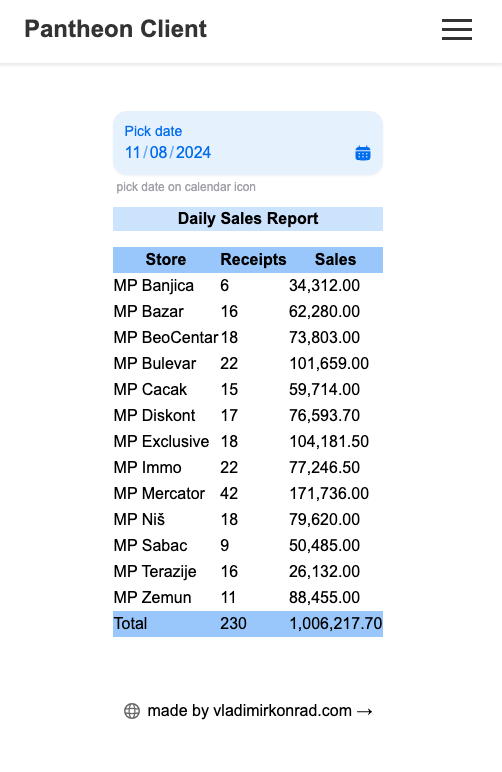 Pantheon Client
Pick date
11/08/2024
pick date on calendar icon
Daily Sales Report
Store Receipts Sales
MP Banjica 6 34,312.00
MP Bazar 16 62,280.00
MP BeoCentar 18 73,803.00
MP Bulevar 22 101,659.00
MP Cacak 15 59,714.00
MP Diskont 17 76,593.70
MP Exclusive 18 104,181.50
MP Immo 22 77,246.50
MP Mercator 42 171,736.00
MP Niš 18 79,620.00
MP Sabac 9 50,485.00
MP Terazije 16 26,132.00
MP Zemun 11 88,455.00
Total 230 1,006,217.70
made by vladimirkonrad.com →